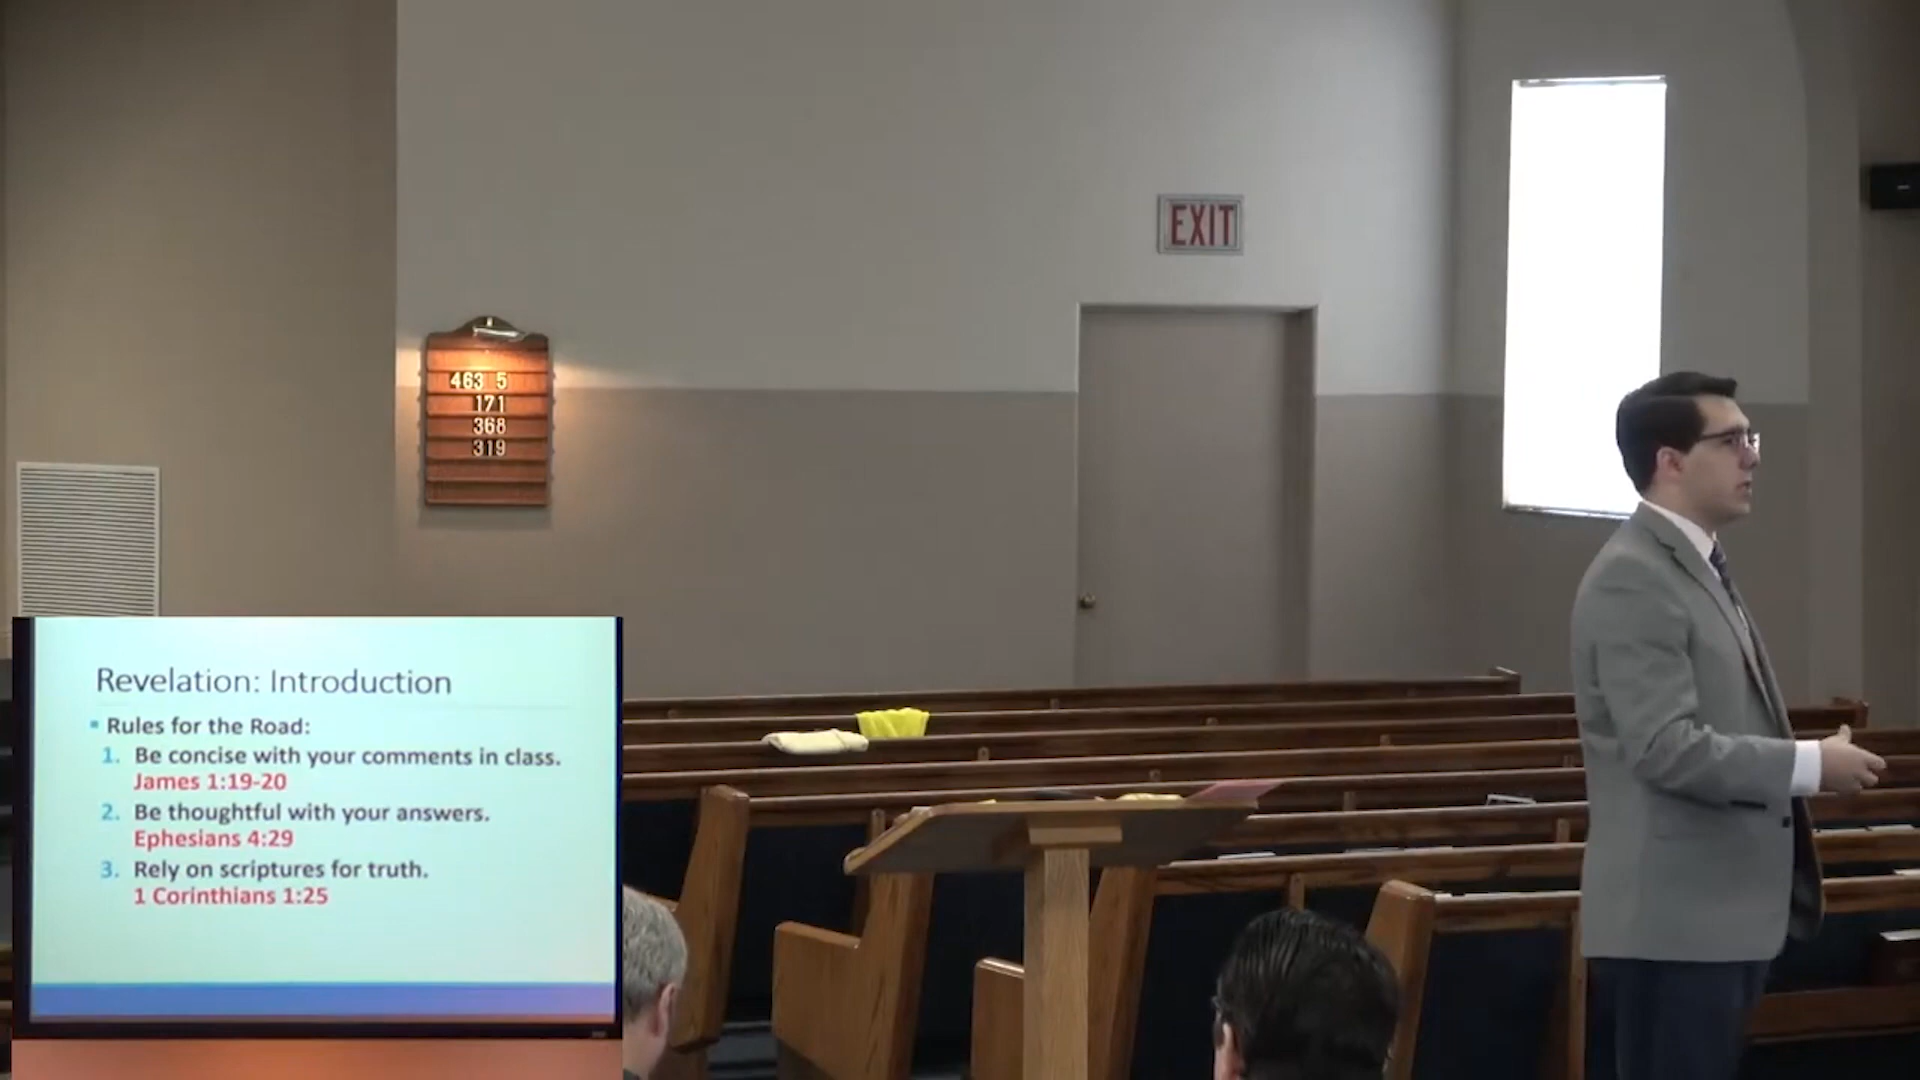 EXIT
463 5
171
368
319
Revelation: Introduction
Rules for the Road:
1. Be concise with your comments in class.
James 1:19-20
2. Be thoughtful with your answers.
Ephesians 4:29
3. Rely on scriptures for truth.
1 Corinthians 1:25